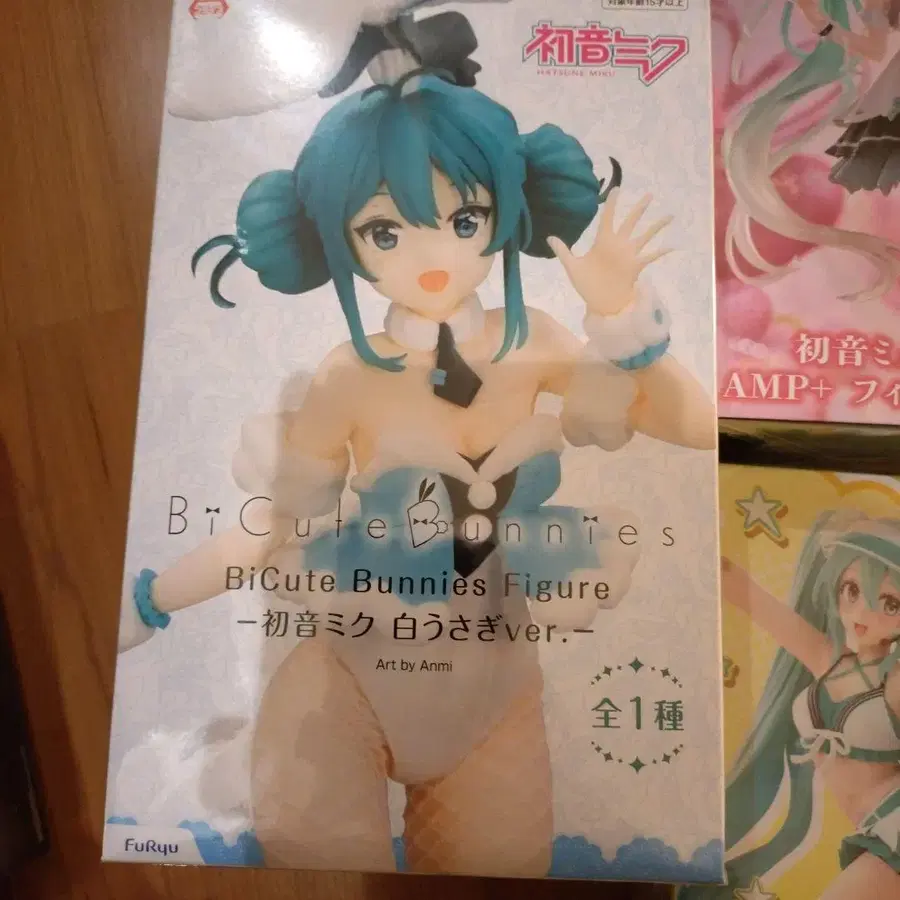 対象年齢15才以上
初音ミク
HATSUNE MIKU
BiCute Bunnies
BiCute Bunnies Figure
－初音ミク 白うさぎver.－
Art by Anmi
全1種
FuRyu
初音ミ
AMP+ フィ